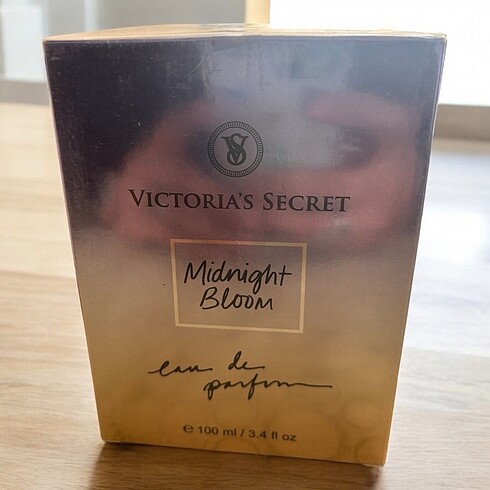 VS
VICTORIA'S SECRET
Midnight
Bloom
eau de
parfum
℮ 100 ml / 3.4 fl oz